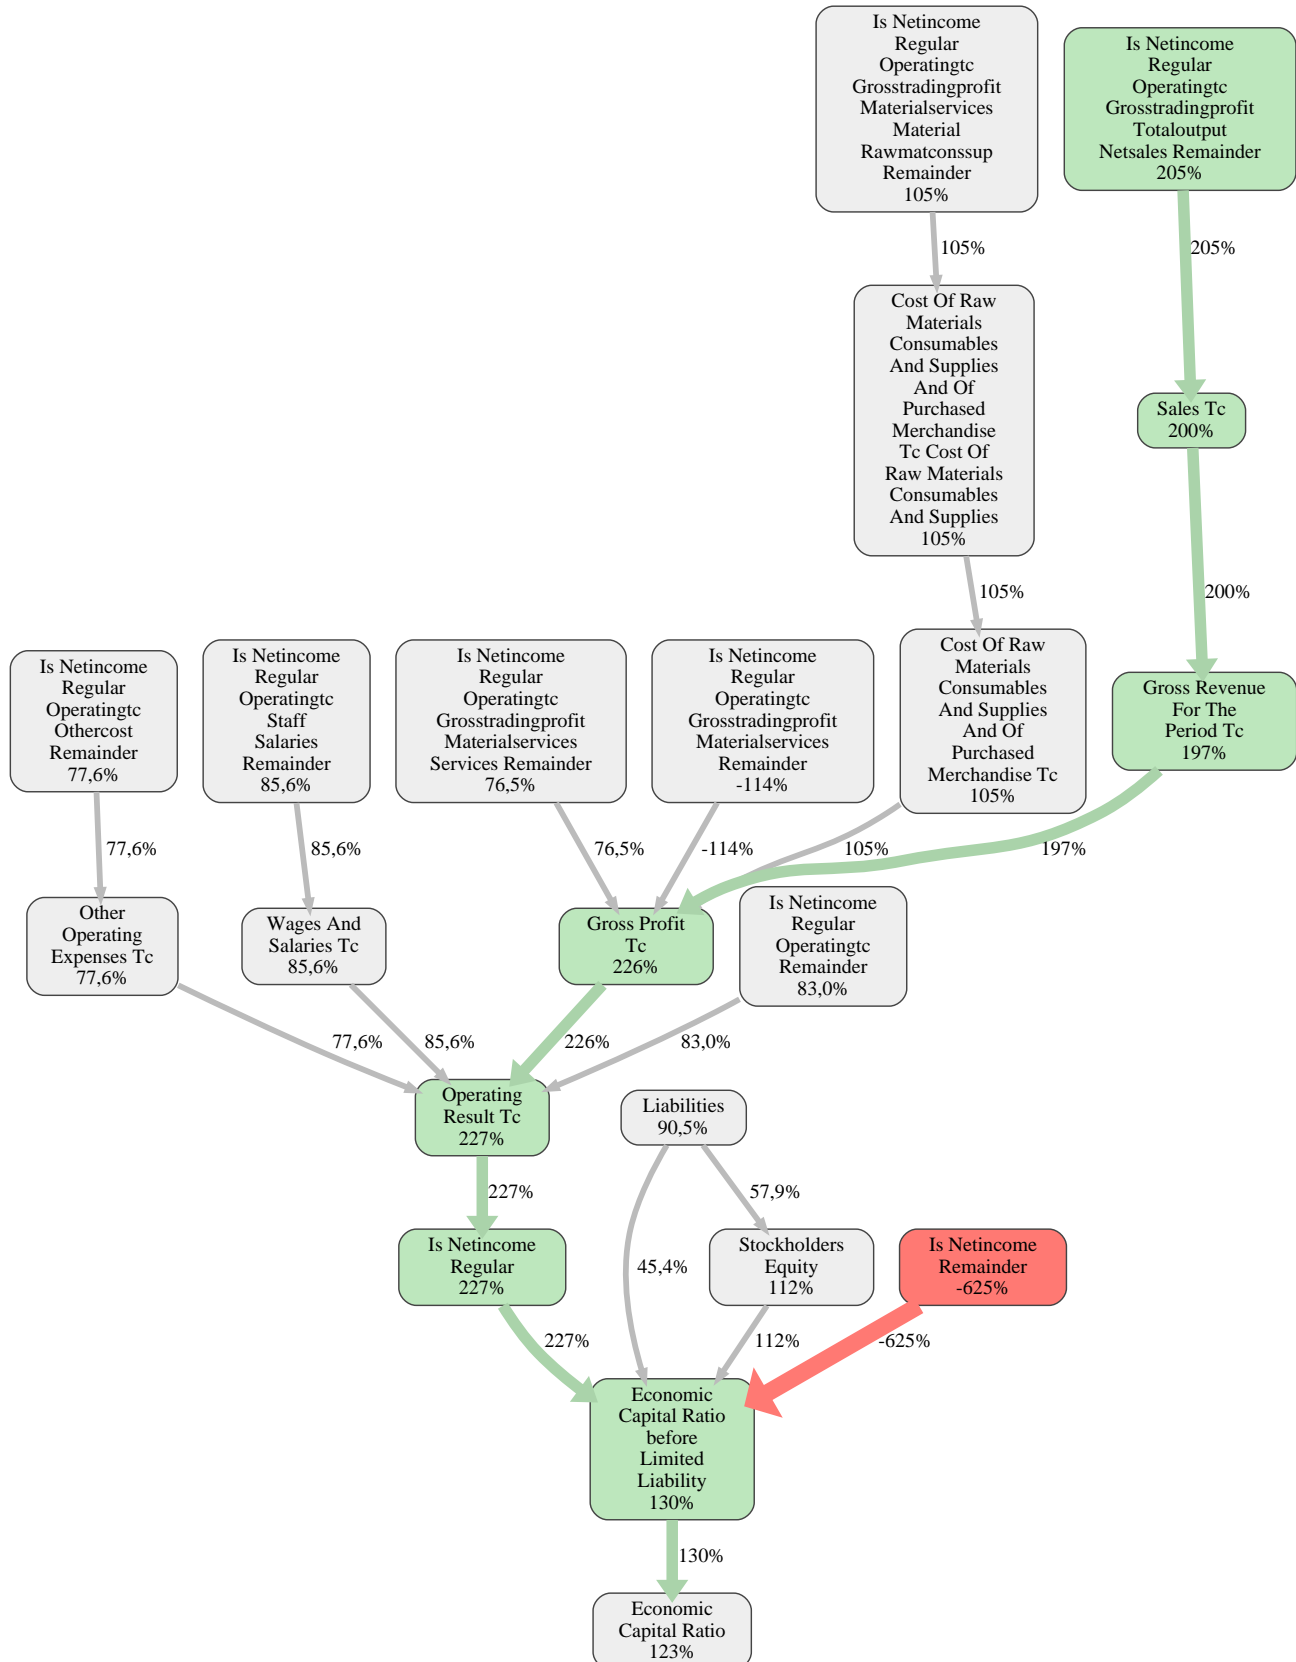 Is Netincome
Regular
Operatingtc
Grosstradingprofit
Materialservices
Material
Rawmatconssup
Remainder
105%
Is Netincome
Regular
Operatingtc
Grosstradingprofit
Totaloutput
Netsales Remainder
205%
105%
205%
Cost Of Raw
Materials
Consumables
And Supplies
And Of
Purchased
Merchandise
Tc Cost Of
Raw Materials
Consumables
And Supplies
105%
Sales Tc
200%
105%
200%
Is Netincome
Regular
Operatingtc
Othercost
Remainder
77,6%
Is Netincome
Regular
Operatingtc
Staff
Salaries
Remainder
85,6%
Is Netincome
Regular
Operatingtc
Grosstradingprofit
Materialservices
Services Remainder
76,5%
Is Netincome
Regular
Operatingtc
Grosstradingprofit
Materialservices
Remainder
-114%
Cost Of Raw
Materials
Consumables
And Supplies
And Of
Purchased
Merchandise Tc
105%
Gross Revenue
For The
Period Tc
197%
77,6%
85,6%
76,5%
-114%
105%
197%
Other
Operating
Expenses Tc
77,6%
Wages And
Salaries Tc
85,6%
Gross Profit
Tc
226%
Is Netincome
Regular
Operatingtc
Remainder
83,0%
77,6%
85,6%
226%
83,0%
Operating
Result Tc
227%
Liabilities
90,5%
227%
57,9%
Is Netincome
Regular
227%
45,4%
Stockholders
Equity
112%
Is Netincome
Remainder
-625%
227%
112%
-625%
Economic
Capital Ratio
before
Limited
Liability
130%
130%
Economic
Capital Ratio
123%